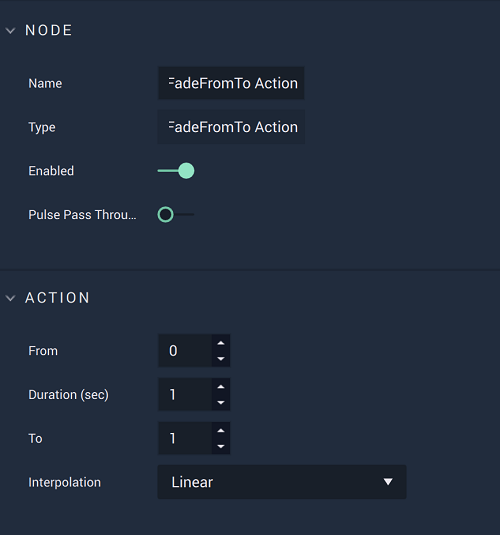 NODE
Name FadeFromTo Action
Type FadeFromTo Action
Enabled
Pulse Pass Throu...
ACTION
From 0
Duration (sec) 1
To 1
Interpolation Linear